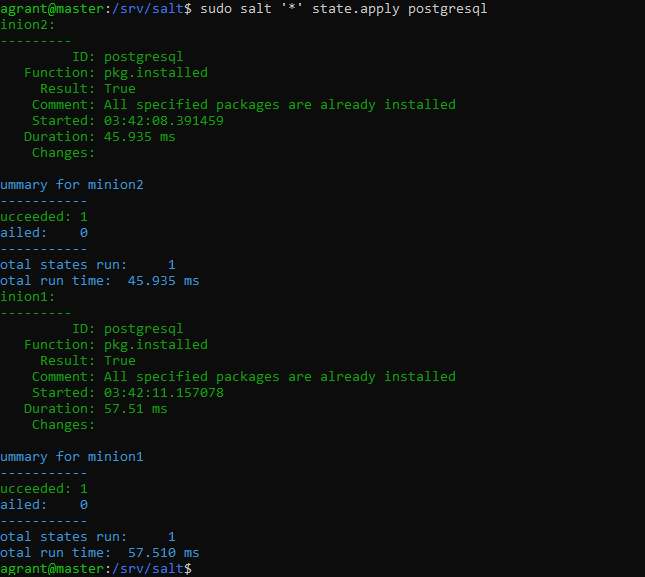 agrant@master:/srv/salt$ sudo salt '*' state.apply postgresql
inion2:
---------
ID: postgresql
Function: pkg.installed
Result: True
Comment: All specified packages are already installed
Started: 03:42:08.391459
Duration: 45.935 ms
Changes:
ummary for minion2
-----------
ucceeded: 1
ailed: 0
-----------
otal states run: 1
otal run time: 45.935 ms
inion1:
---------
ID: postgresql
Function: pkg.installed
Result: True
Comment: All specified packages are already installed
Started: 03:42:11.157078
Duration: 57.51 ms
Changes:
ummary for minion1
-----------
ucceeded: 1
ailed: 0
-----------
otal states run: 1
otal run time: 57.510 ms
agrant@master:/srv/salt$